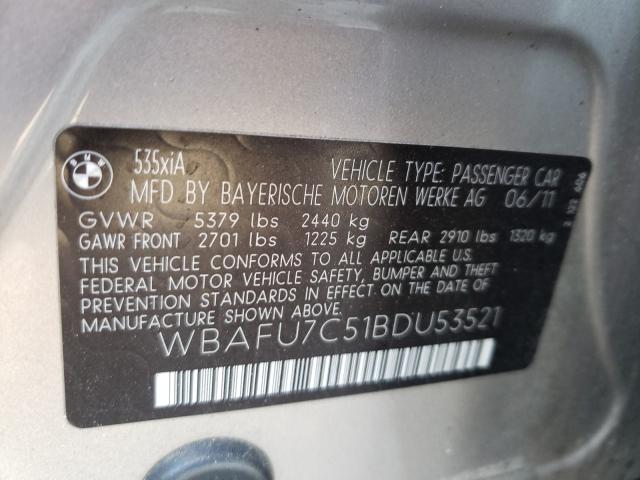 BMW
535xiA
VEHICLE TYPE: PASSENGER CAR
MFD BY BAYERISCHE MOTOREN WERKE AG 06/11
GVWR 5379 lbs 2440 kg
GAWR FRONT 2701 lbs 1225 kg REAR 2910 lbs 1320 kg
THIS VEHICLE CONFORMS TO ALL APPLICABLE U.S.
FEDERAL MOTOR VEHICLE SAFETY, BUMPER AND THEFT
PREVENTION STANDARDS IN EFFECT ON THE DATE OF
MANUFACTURE SHOWN ABOVE.
WBAFU7C51BDU53521